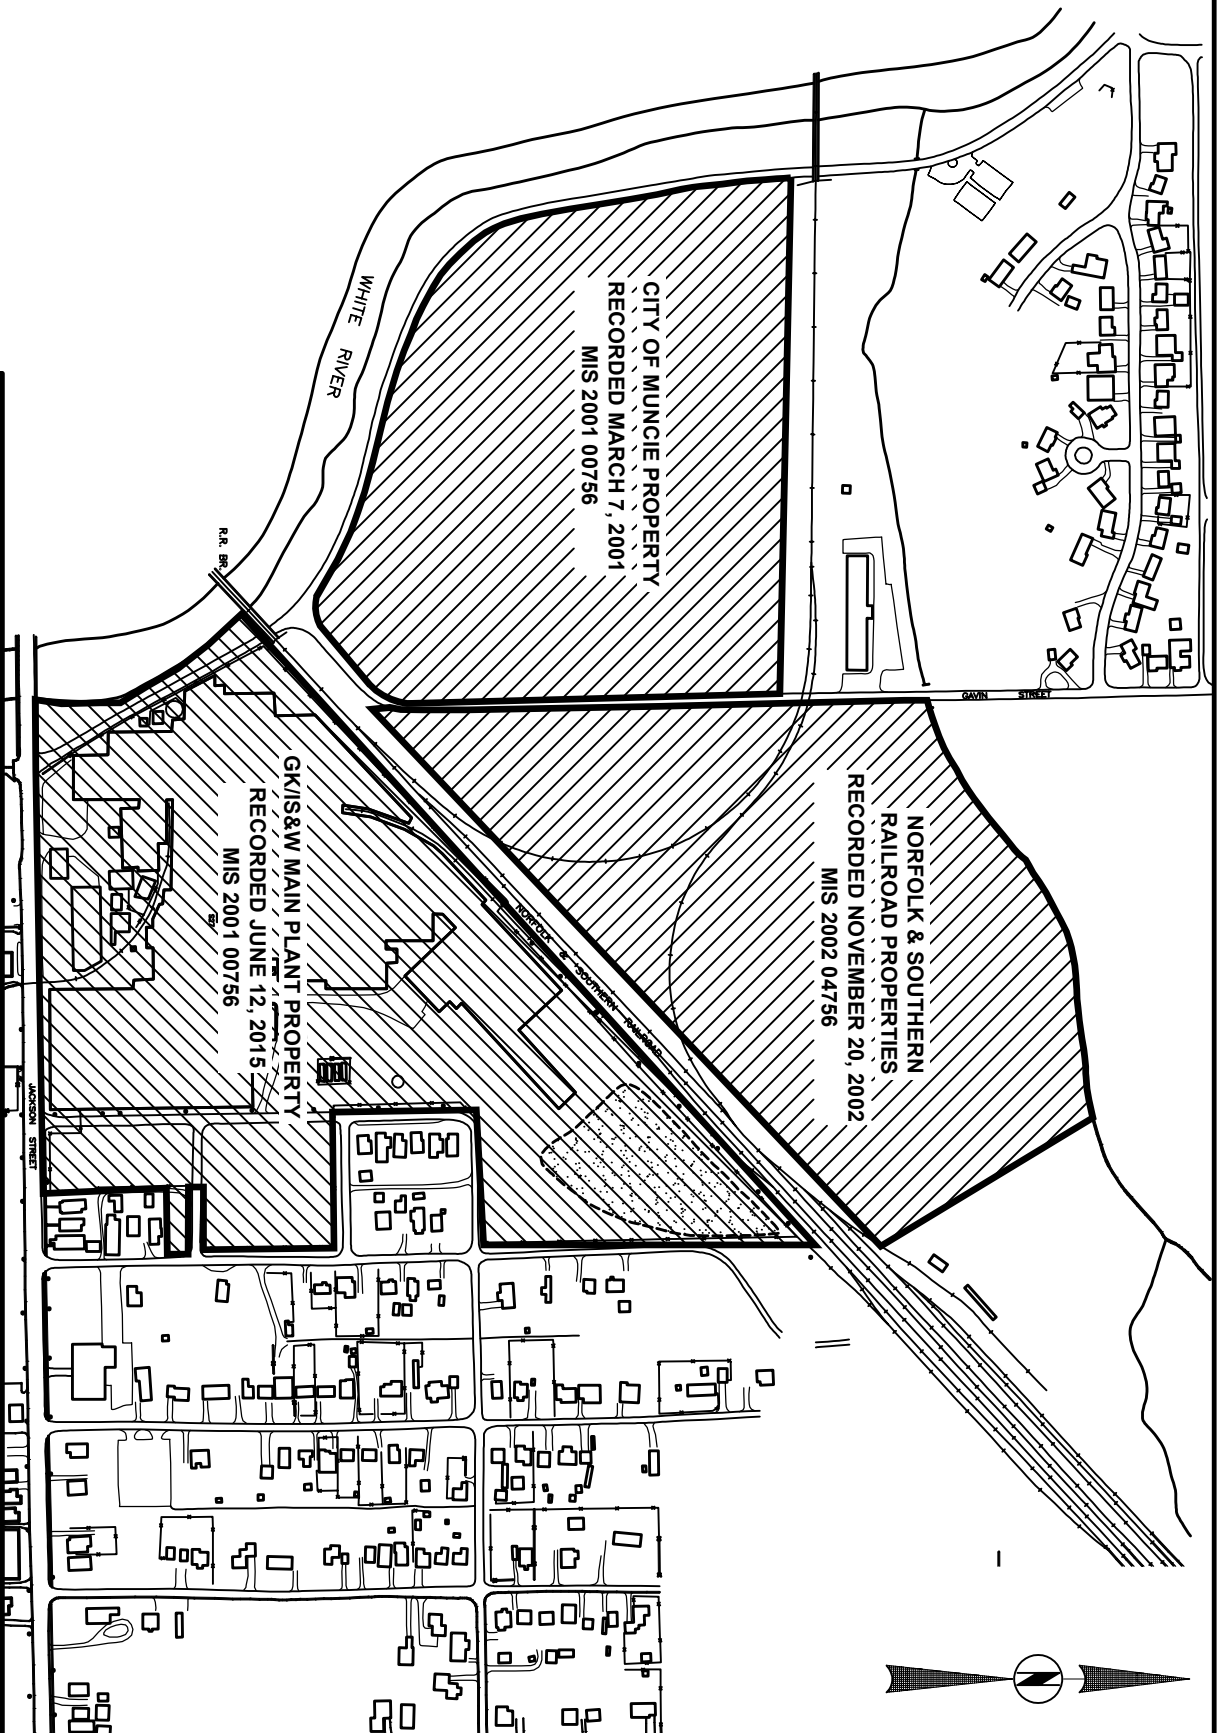 CITY OF MUNCIE PROPERTY
RECORDED MARCH 7, 2001
MIS 2001 00756
WHITE RIVER
R.R. BR.
GAVIN STREET
NORFOLK & SOUTHERN
RAILROAD PROPERTIES
RECORDED NOVEMBER 20, 2002
MIS 2002 04756
NORFOLK & SOUTHERN RAILROAD
GK/IS&W MAIN PLANT PROPERTY
RECORDED JUNE 12, 2015
MIS 2001 00756
JACKSON STREET